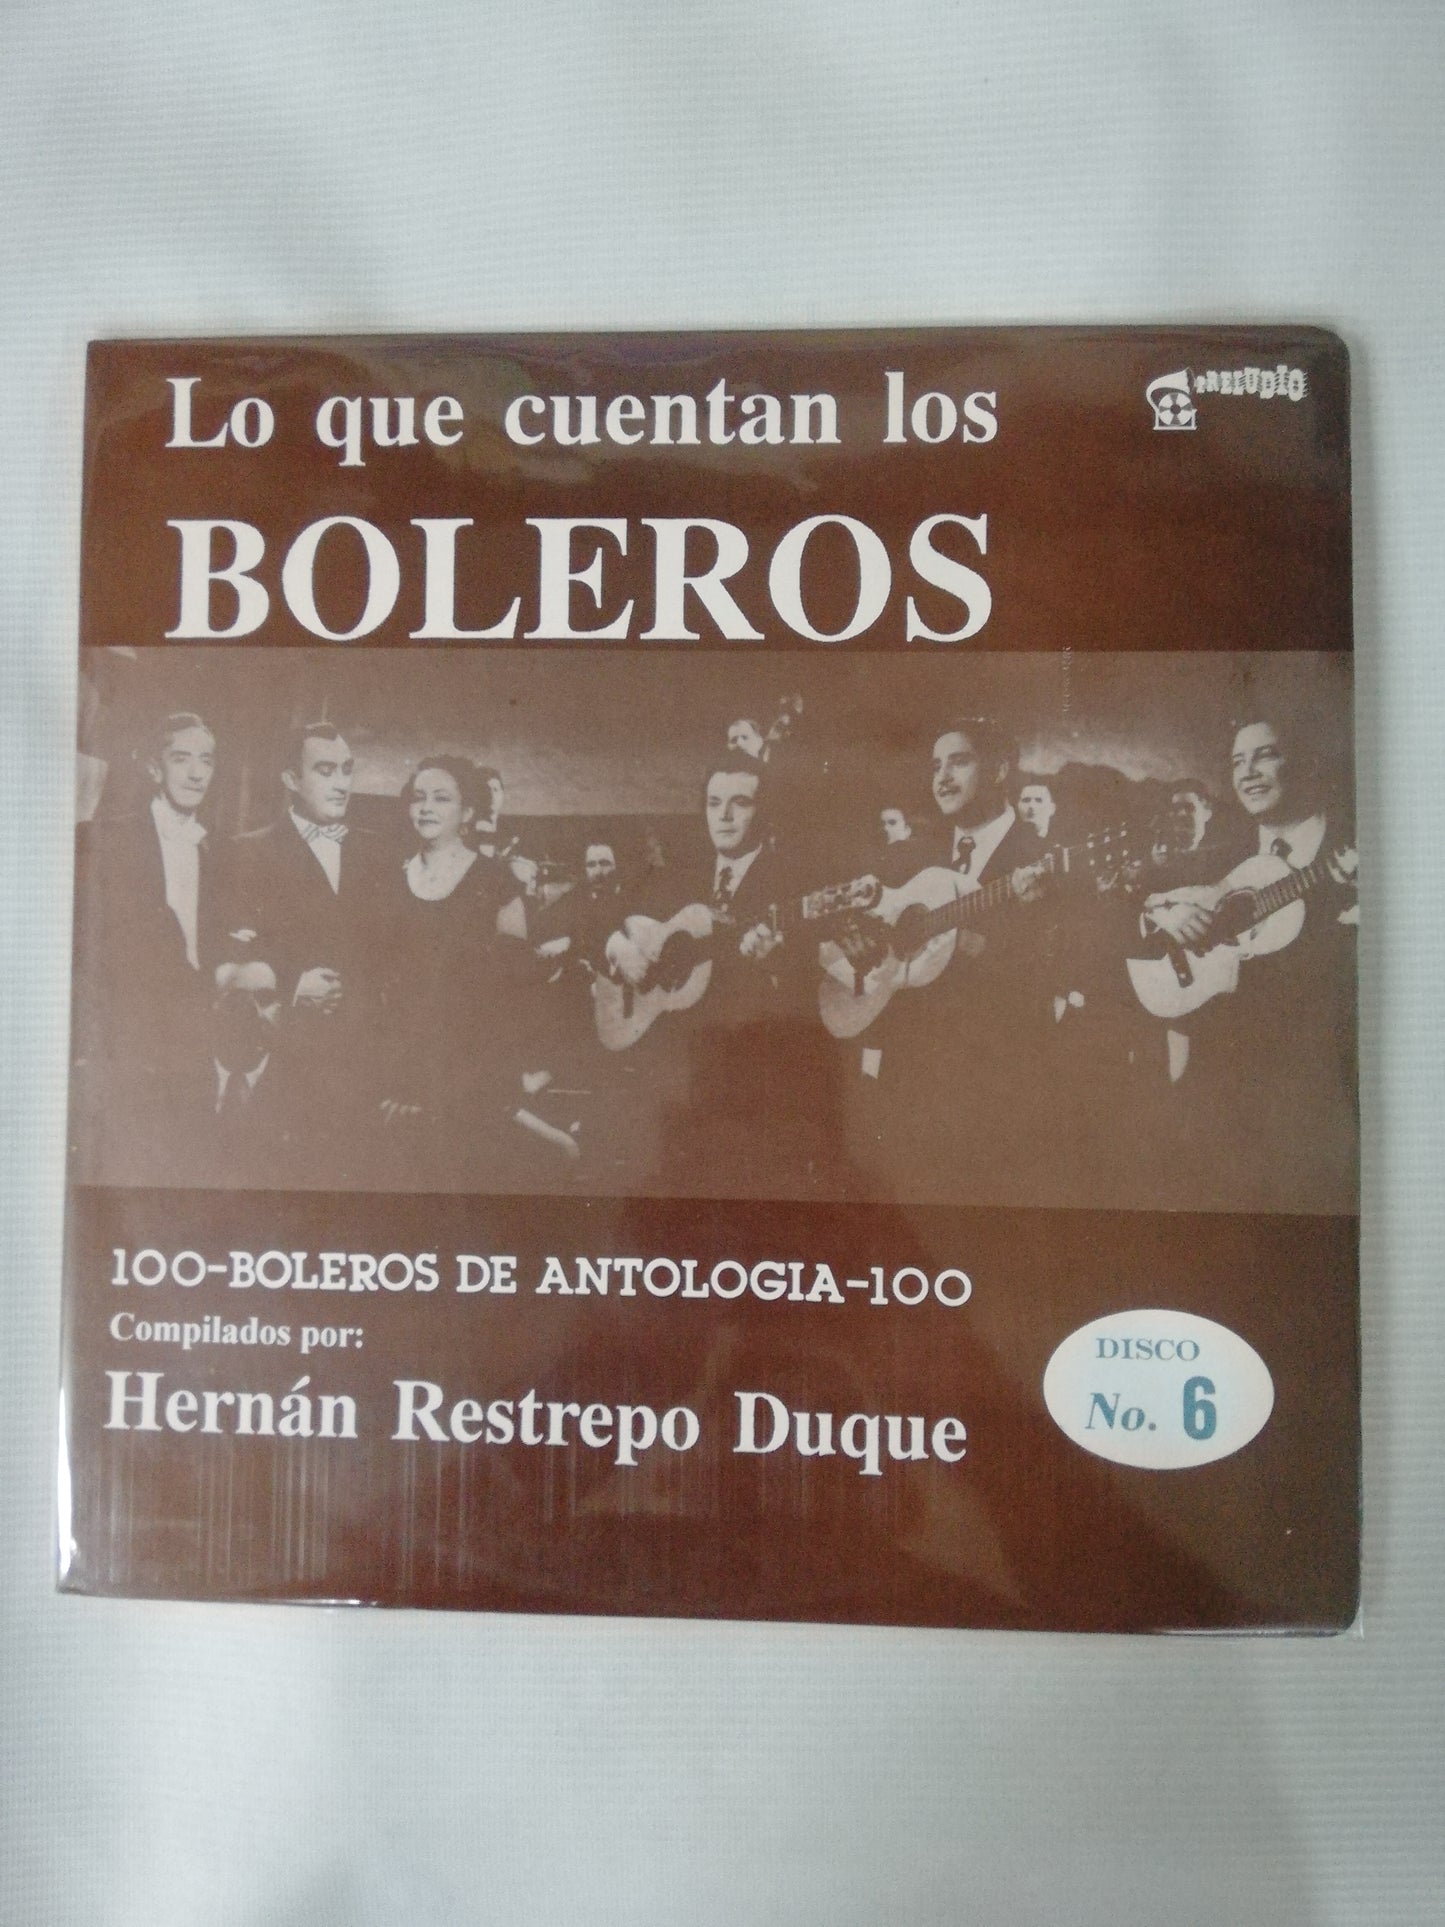 Lo que cuentan los
PRELUDIO
BOLEROS
100-BOLEROS DE ANTOLOGIA-100
Compilados por:
Hernán Restrepo Duque
DISCO
No. 6